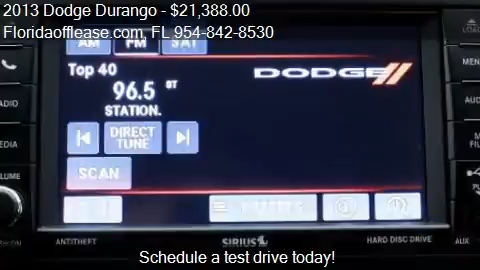 2013 Dodge Durango - $21,388.00
Floridaofflease.com, FL 954-842-8530
AM FM SAT
Top 40
96.5 BT
STATION.
DODGE
DIRECT
TUNE
SCAN
ANTITHEFT
SIRIUS
HARD DISC DRIVE
AUX
Schedule a test drive today!